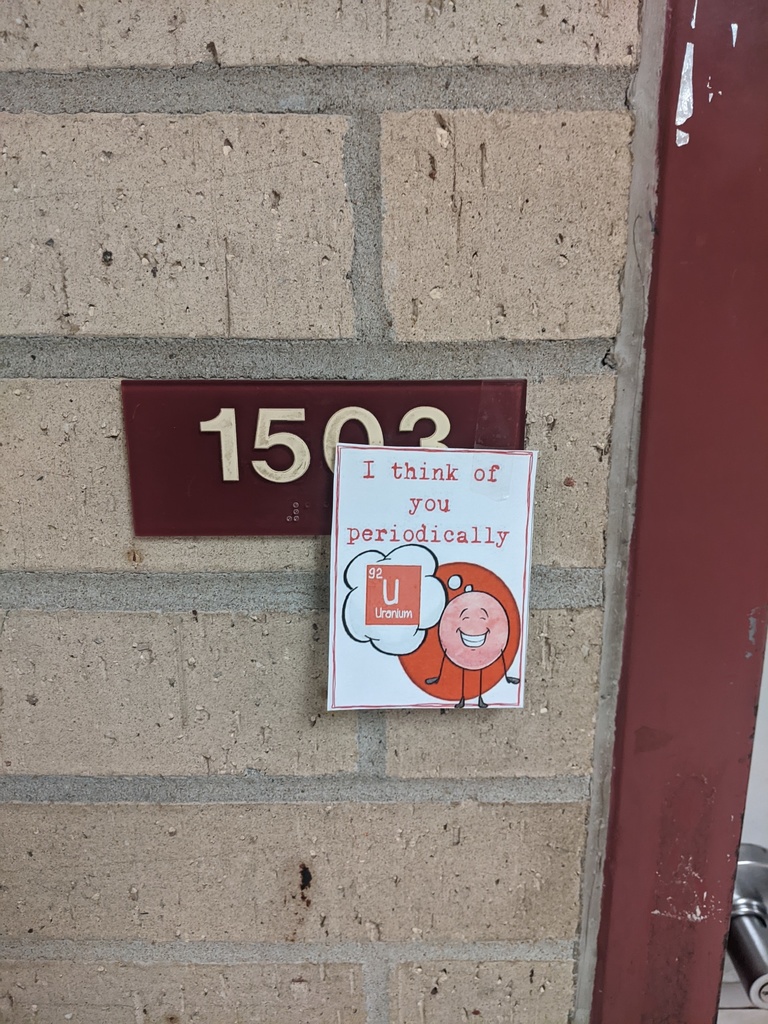 1503
I think of
you
periodically
92
U
Uranium